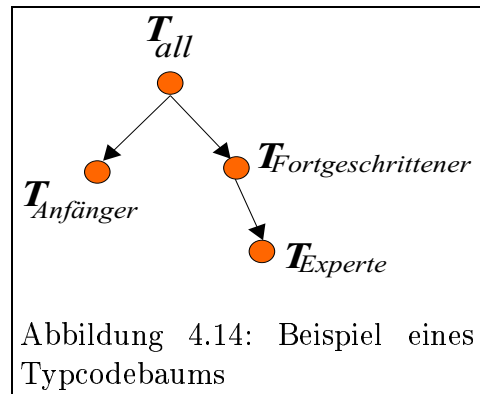 T_all
T_Fortgeschrittener
T_Anfänger
T_Experte
Abbildung 4.14: Beispiel eines
Typcodebaums